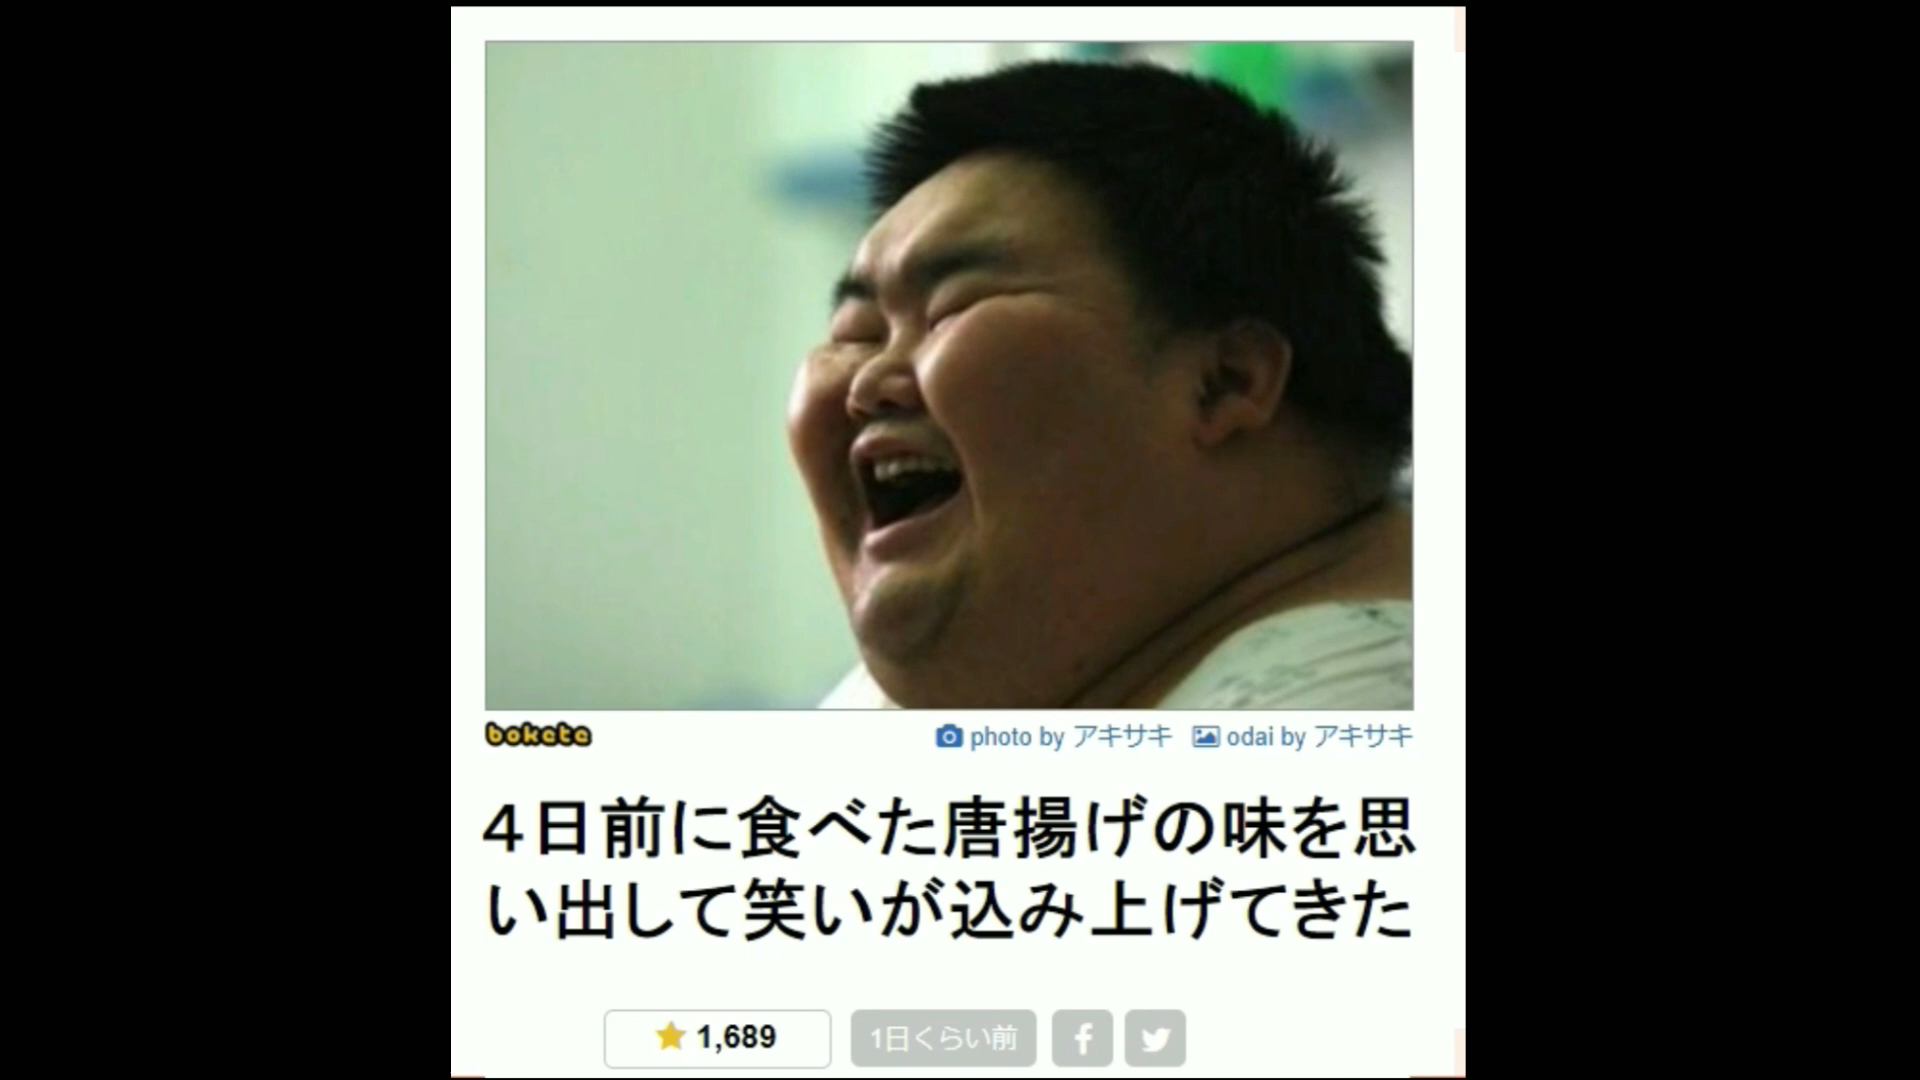 bokete
photo by アキサキ odai by アキサキ
４日前に食べた唐揚げの味を思
い出して笑いが込み上げてきた
1,689 1日くらい前